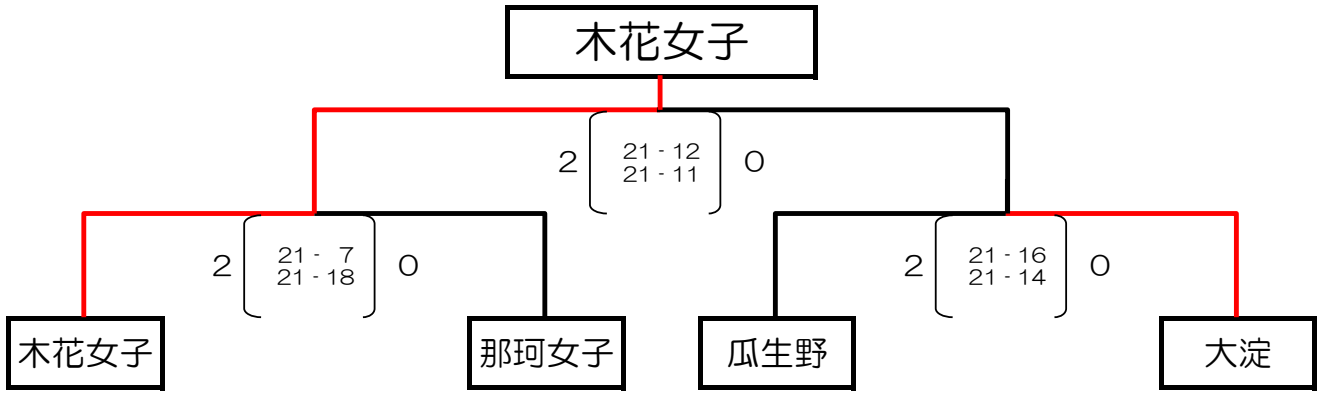 木花女子
2 21 - 12 0
21 - 11
2 21 - 7 0
21 - 18
2 21 - 16 0
21 - 14
木花女子
那珂女子
瓜生野
大淀